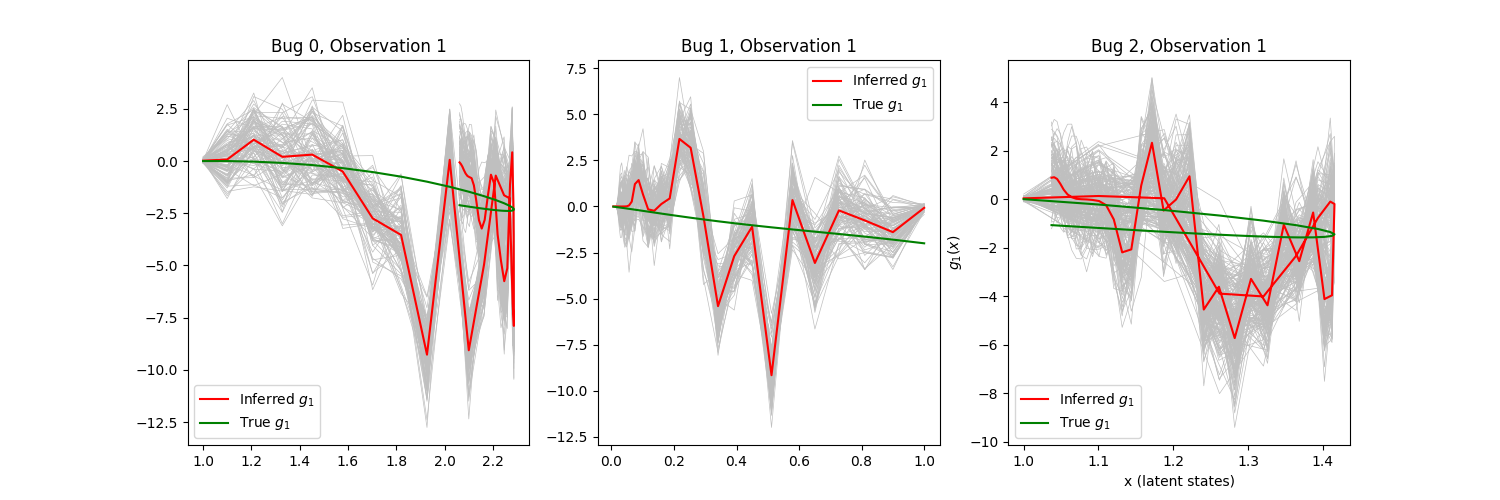 Bug 0, Observation 1
2.5
0.0
−2.5
−5.0
−7.5
−10.0
−12.5
Inferred g₁
True g₁
1.0 1.2 1.4 1.6 1.8 2.0 2.2
Bug 1, Observation 1
7.5
5.0
2.5
0.0
−2.5
−5.0
−7.5
−10.0
−12.5
Inferred g₁
True g₁
0.0 0.2 0.4 0.6 0.8 1.0
Bug 2, Observation 1
g₁(x)
4
2
0
−2
−4
−6
−8
−10
Inferred g₁
True g₁
1.0 1.1 1.2 1.3 1.4
x (latent states)